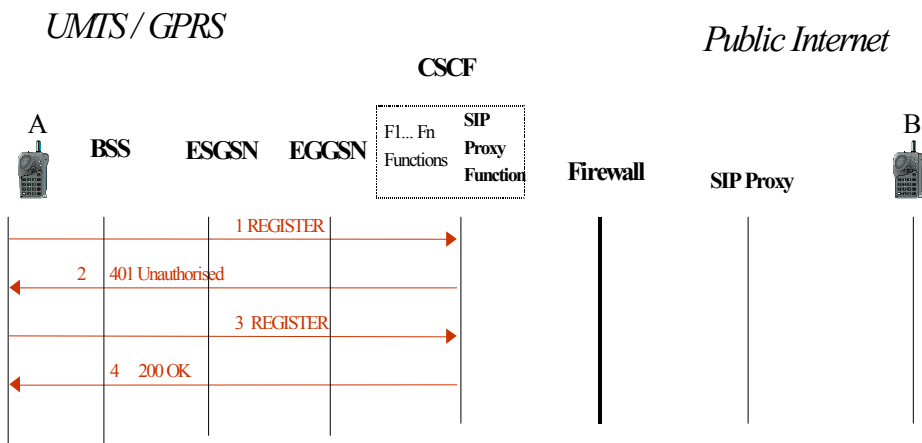 UMTS / GPRS
Public Internet
CSCF
A
B
BSS
ESGSN
EGGSN
F1... Fn
Functions
SIP
Proxy
Function
Firewall
SIP Proxy
1 REGISTER
2 401 Unauthorised
3 REGISTER
4 200 OK